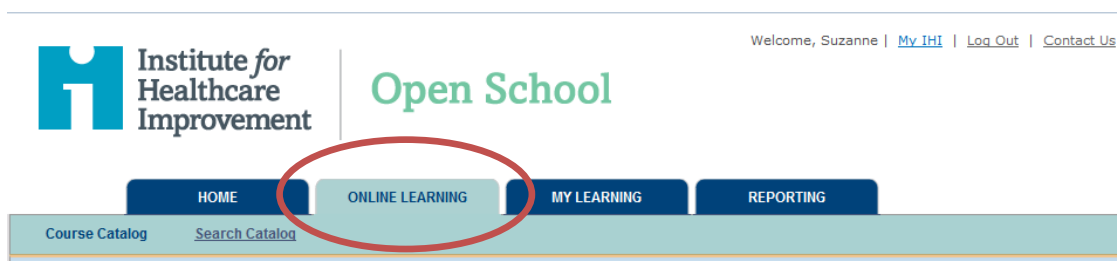 Welcome, Suzanne | My IHI | Log Out | Contact Us
Institute for
Healthcare
Improvement
Open School
HOME ONLINE LEARNING MY LEARNING REPORTING
Course Catalog Search Catalog